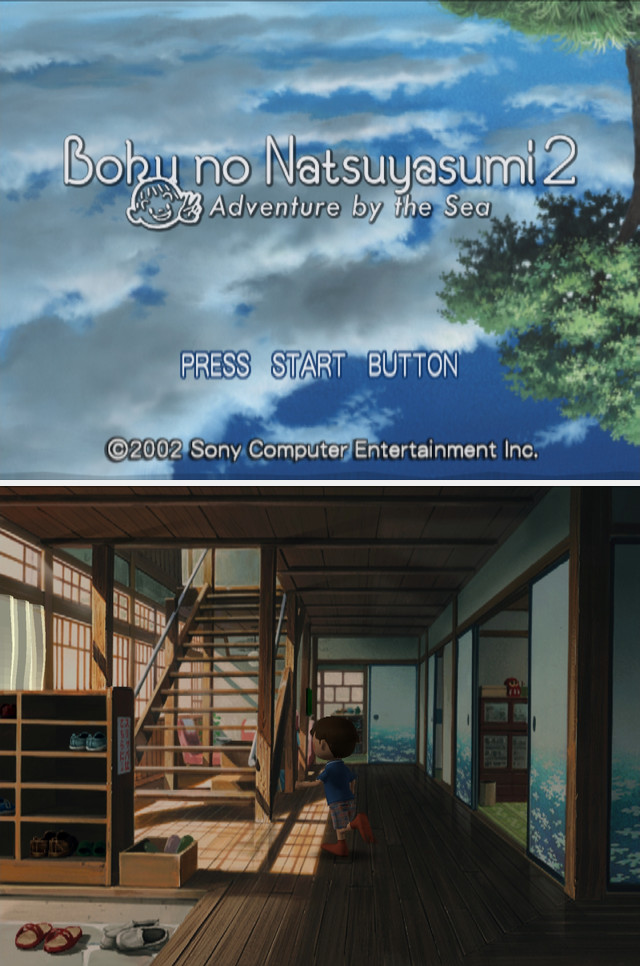 Boku no Natsuyasumi 2
Adventure by the Sea
PRESS START BUTTON
©2002 Sony Computer Entertainment Inc.